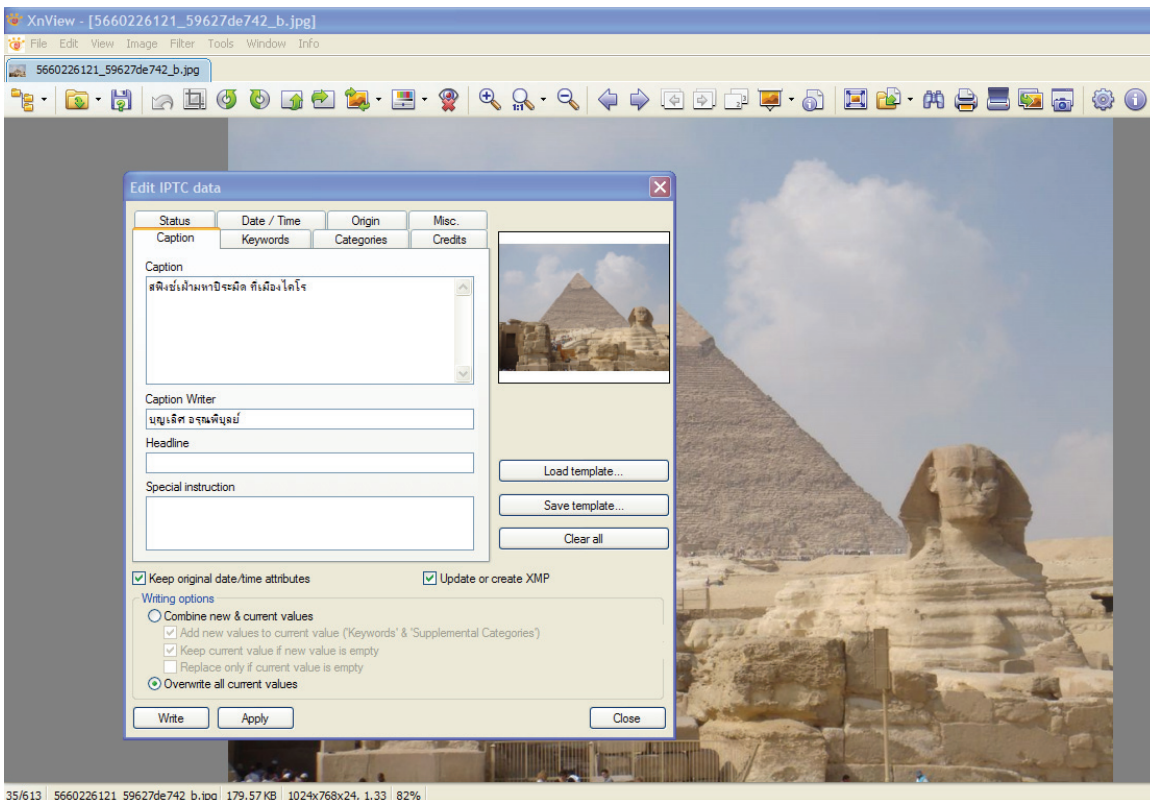 XnView - [5660226121_59627de742_b.jpg]
File Edit View Image Filter Tools Window Info
5660226121_59627de742_b.jpg
1:1
Edit IPTC data
Status Date / Time Origin Misc.
Caption Keywords Categories Credits
Caption
สฟิงซ์เฝ้ามหาปิระมิด ที่เมืองไคโร
Caption Writer
บุญเลิศ อรุณพิบูลย์
Headline
Special instruction
Load template...
Save template...
Clear all
Keep original date/time attributes Update or create XMP
Writing options
Combine new & current values
Add new values to current value ('Keywords' & 'Supplemental Categories')
Keep current value if new value is empty
Replace only if current value is empty
Overwrite all current values
Write Apply Close
35/613 5660226121_59627de742_b.jpg 179.57 KB 1024x768x24, 1.33 82%